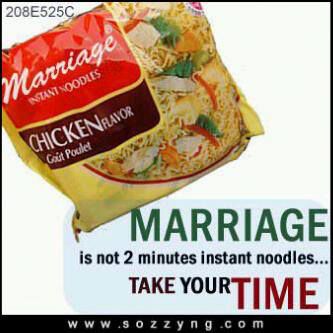 208E525C
Marriage
INSTANT NOODLES
CHICKEN FLAVOR
Goût Poulet
MARRIAGE
is not 2 minutes instant noodles...
TAKE YOUR TIME
www.sozzyng.com